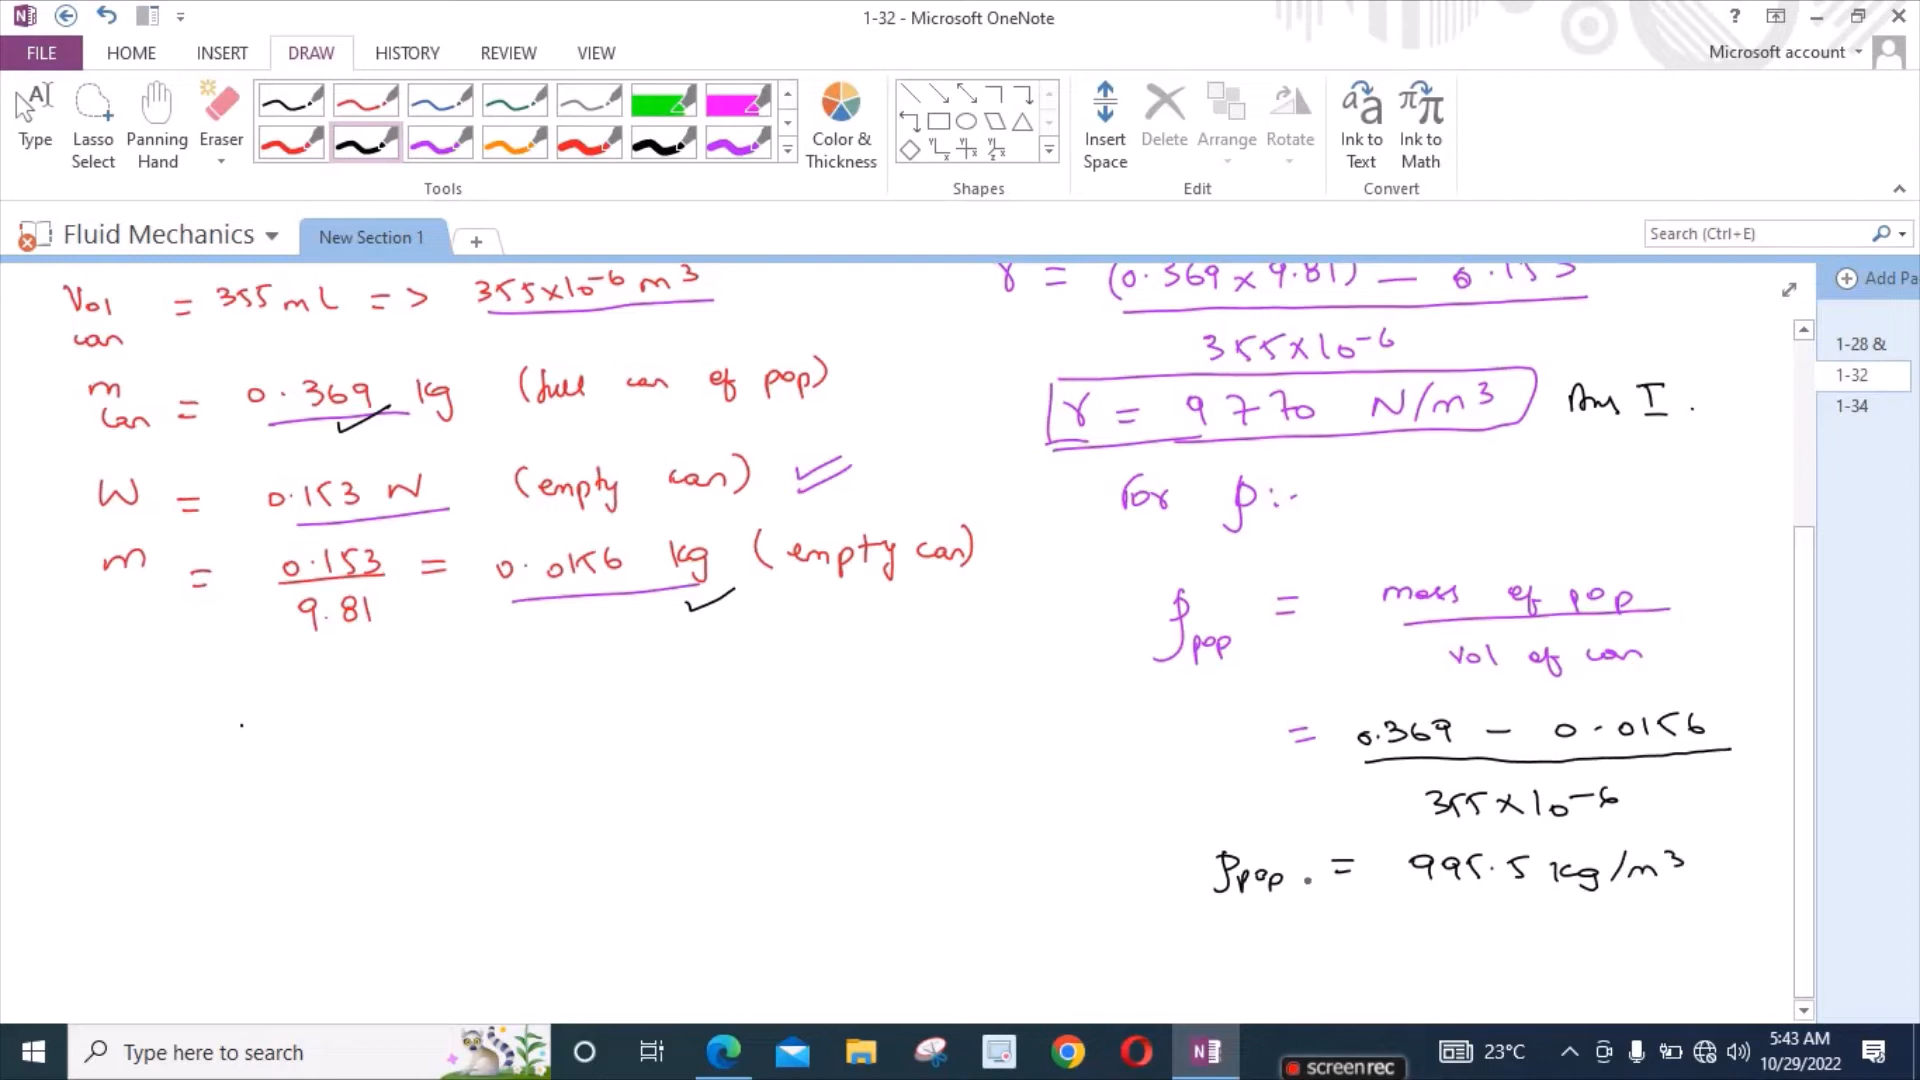 1-32 - Microsoft OneNote
?
FILE HOME INSERT DRAW HISTORY REVIEW VIEW
Microsoft account
Type
Lasso Select
Panning Hand
Eraser
Color & Thickness
Insert Space
Delete
Arrange
Rotate
Ink to Text
Ink to Math
Tools
Shapes
Edit
Convert
Fluid Mechanics
New Section 1
+
Search (Ctrl+E)
Add Pa
1-28 &
1-32
1-34
Vol can = 355 mL => 355×10-6 m3
m can = 0.369 kg (full can of pop)
W = 0.153 N (empty can)
m = 0.153 / 9.81 = 0.0156 kg (empty can)
γ = (0.369 × 9.81) - 0.153
355×10-6
γ = 9770 N/m3 Ans I.
For ρ:-
ρpop = mass of pop
vol of can
= 0.369 - 0.0156
355×10-6
ρpop = 995.5 kg/m3
Type here to search
screenrec
23°C
5:43 AM
10/29/2022